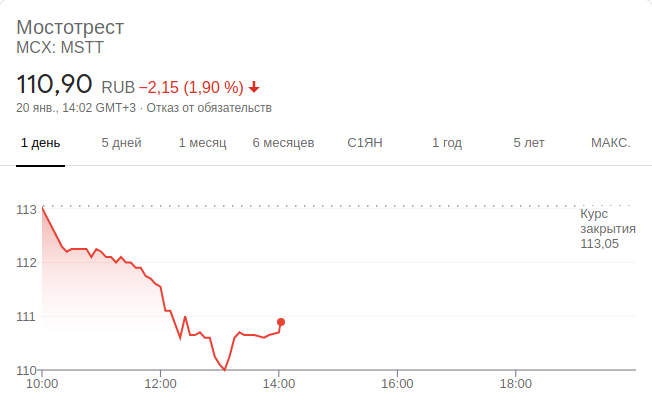 Мостотрест
MCX: MSTT
110,90 RUB −2,15 (1,90 %)
20 янв., 14:02 GMT+3 · Отказ от обязательств
1 день 5 дней 1 месяц 6 месяцев С1ЯН 1 год 5 лет МАКС.
113
Курс
закрытия
113,05
112
111
110
10:00 12:00 14:00 16:00 18:00